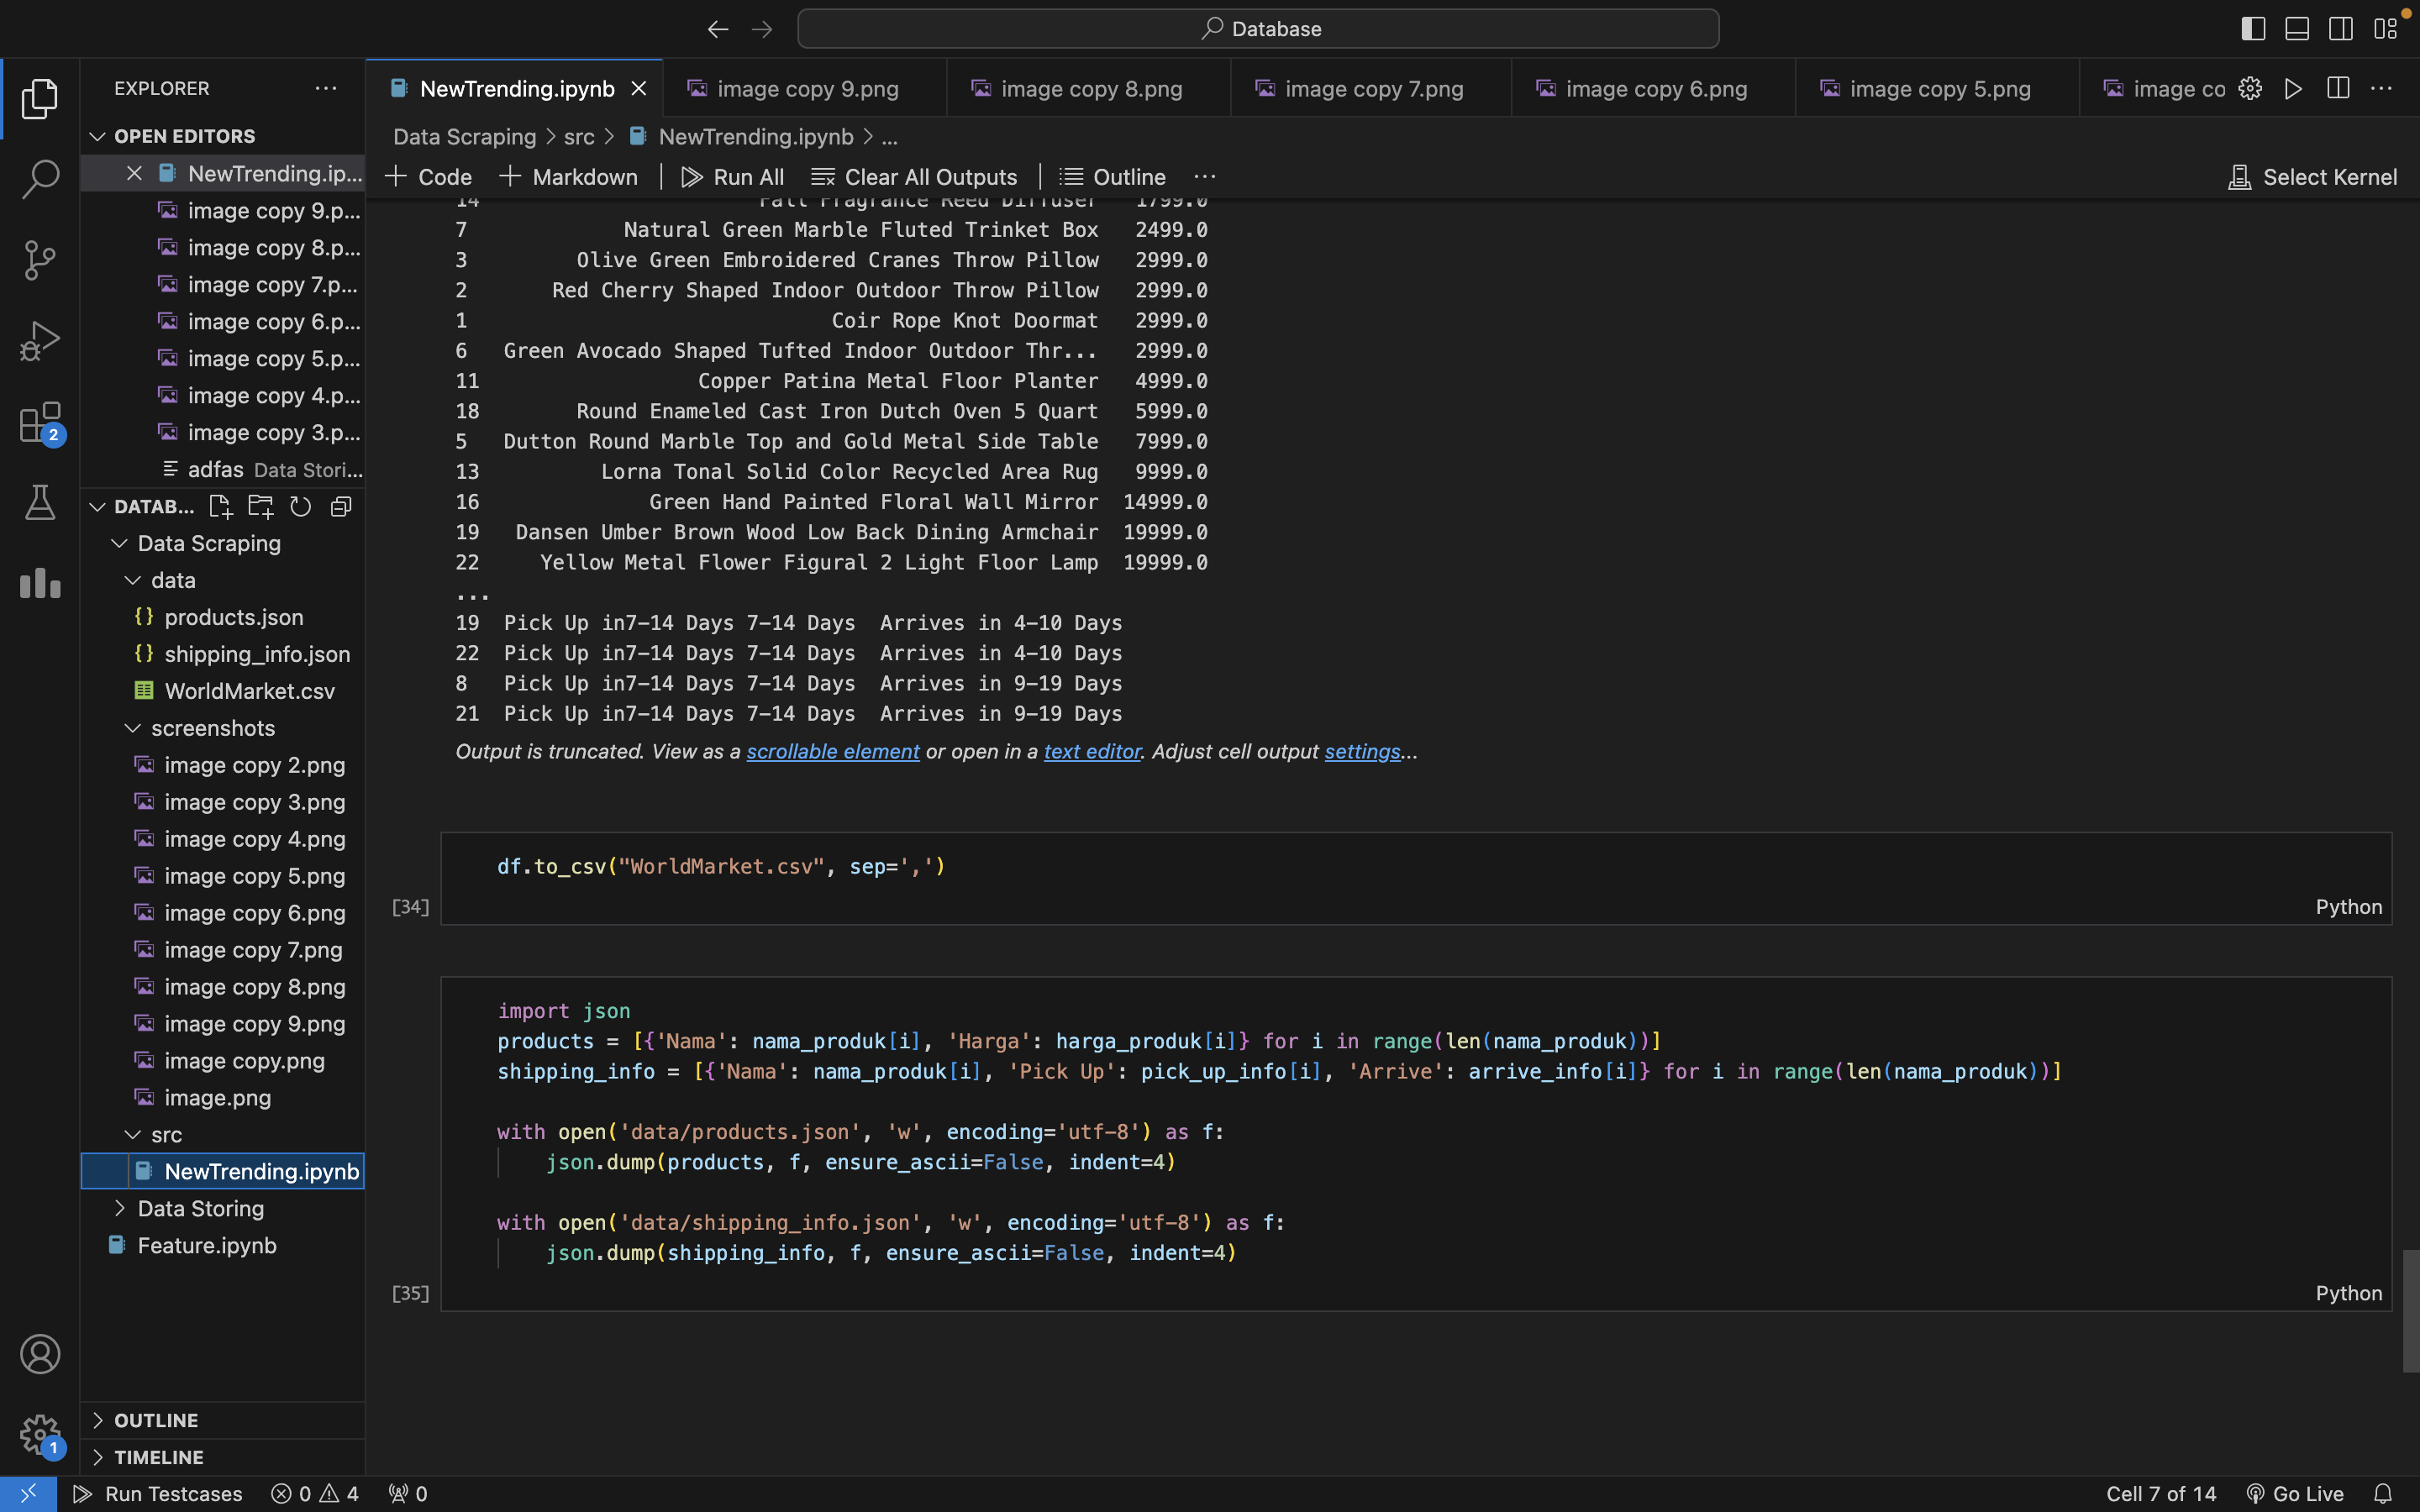 Database
EXPLORER
OPEN EDITORS
NewTrending.ip...
image copy 9.p...
image copy 8.p...
image copy 7.p...
image copy 6.p...
image copy 5.p...
image copy 4.p...
image copy 3.p...
adfas Data Stori...
DATAB...
Data Scraping
data
products.json
shipping_info.json
WorldMarket.csv
screenshots
image copy 2.png
image copy 3.png
image copy 4.png
image copy 5.png
image copy 6.png
image copy 7.png
image copy 8.png
image copy 9.png
image copy.png
image.png
src
NewTrending.ipynb
Data Storing
Feature.ipynb
OUTLINE
TIMELINE
2
1
NewTrending.ipynb image copy 9.png image copy 8.png image copy 7.png image copy 6.png image copy 5.png image co
Data Scraping > src > NewTrending.ipynb > ...
+ Code + Markdown Run All Clear All Outputs Outline ... Select Kernel
14 Fall Fragrance Reed Diffuser 1799.0
7 Natural Green Marble Fluted Trinket Box 2499.0
3 Olive Green Embroidered Cranes Throw Pillow 2999.0
2 Red Cherry Shaped Indoor Outdoor Throw Pillow 2999.0
1 Coir Rope Knot Doormat 2999.0
6 Green Avocado Shaped Tufted Indoor Outdoor Thr... 2999.0
11 Copper Patina Metal Floor Planter 4999.0
18 Round Enameled Cast Iron Dutch Oven 5 Quart 5999.0
5 Dutton Round Marble Top and Gold Metal Side Table 7999.0
13 Lorna Tonal Solid Color Recycled Area Rug 9999.0
16 Green Hand Painted Floral Wall Mirror 14999.0
19 Dansen Umber Brown Wood Low Back Dining Armchair 19999.0
22 Yellow Metal Flower Figural 2 Light Floor Lamp 19999.0
...
19 Pick Up in7-14 Days 7-14 Days Arrives in 4-10 Days
22 Pick Up in7-14 Days 7-14 Days Arrives in 4-10 Days
8 Pick Up in7-14 Days 7-14 Days Arrives in 9-19 Days
21 Pick Up in7-14 Days 7-14 Days Arrives in 9-19 Days
Output is truncated. View as a scrollable element or open in a text editor. Adjust cell output settings...
df.to_csv("WorldMarket.csv", sep=',')
[34] Python
import json
products = [{'Nama': nama_produk[i], 'Harga': harga_produk[i]} for i in range(len(nama_produk))]
shipping_info = [{'Nama': nama_produk[i], 'Pick Up': pick_up_info[i], 'Arrive': arrive_info[i]} for i in range(len(nama_produk))]
with open('data/products.json', 'w', encoding='utf-8') as f:
json.dump(products, f, ensure_ascii=False, indent=4)
with open('data/shipping_info.json', 'w', encoding='utf-8') as f:
json.dump(shipping_info, f, ensure_ascii=False, indent=4)
[35] Python
Run Testcases 0 4 0 Cell 7 of 14 Go Live